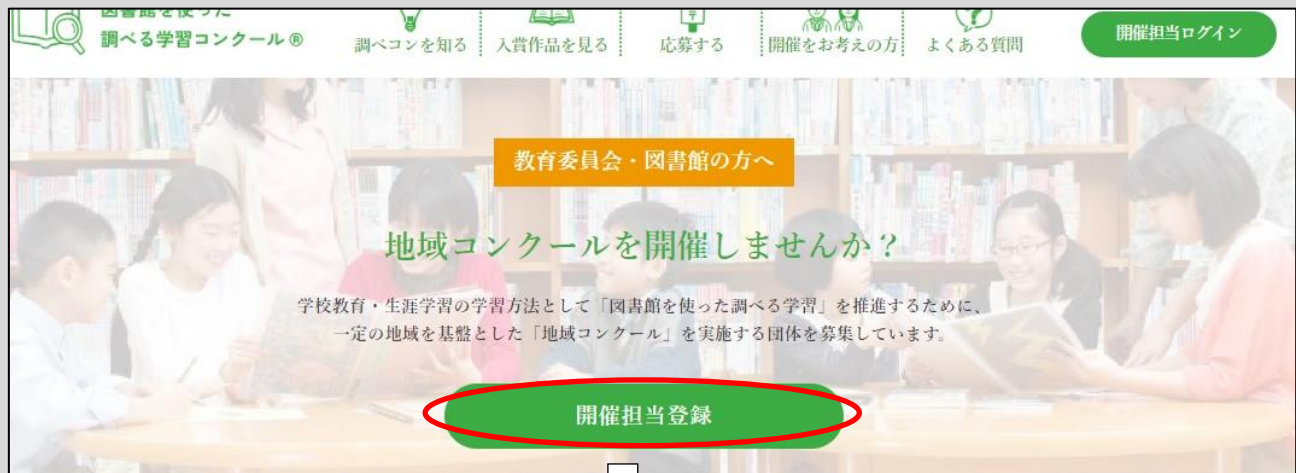 図書館を使った
調べる学習コンクール®
調べコンを知る
入賞作品を見る
応募する
開催をお考えの方
よくある質問
開催担当ログイン
教育委員会・図書館の方へ
地域コンクールを開催しませんか？
学校教育・生涯学習の学習方法として「図書館を使った調べる学習」を推進するために、
一定の地域を基盤とした「地域コンクール」を実施する団体を募集しています。
開催担当登録